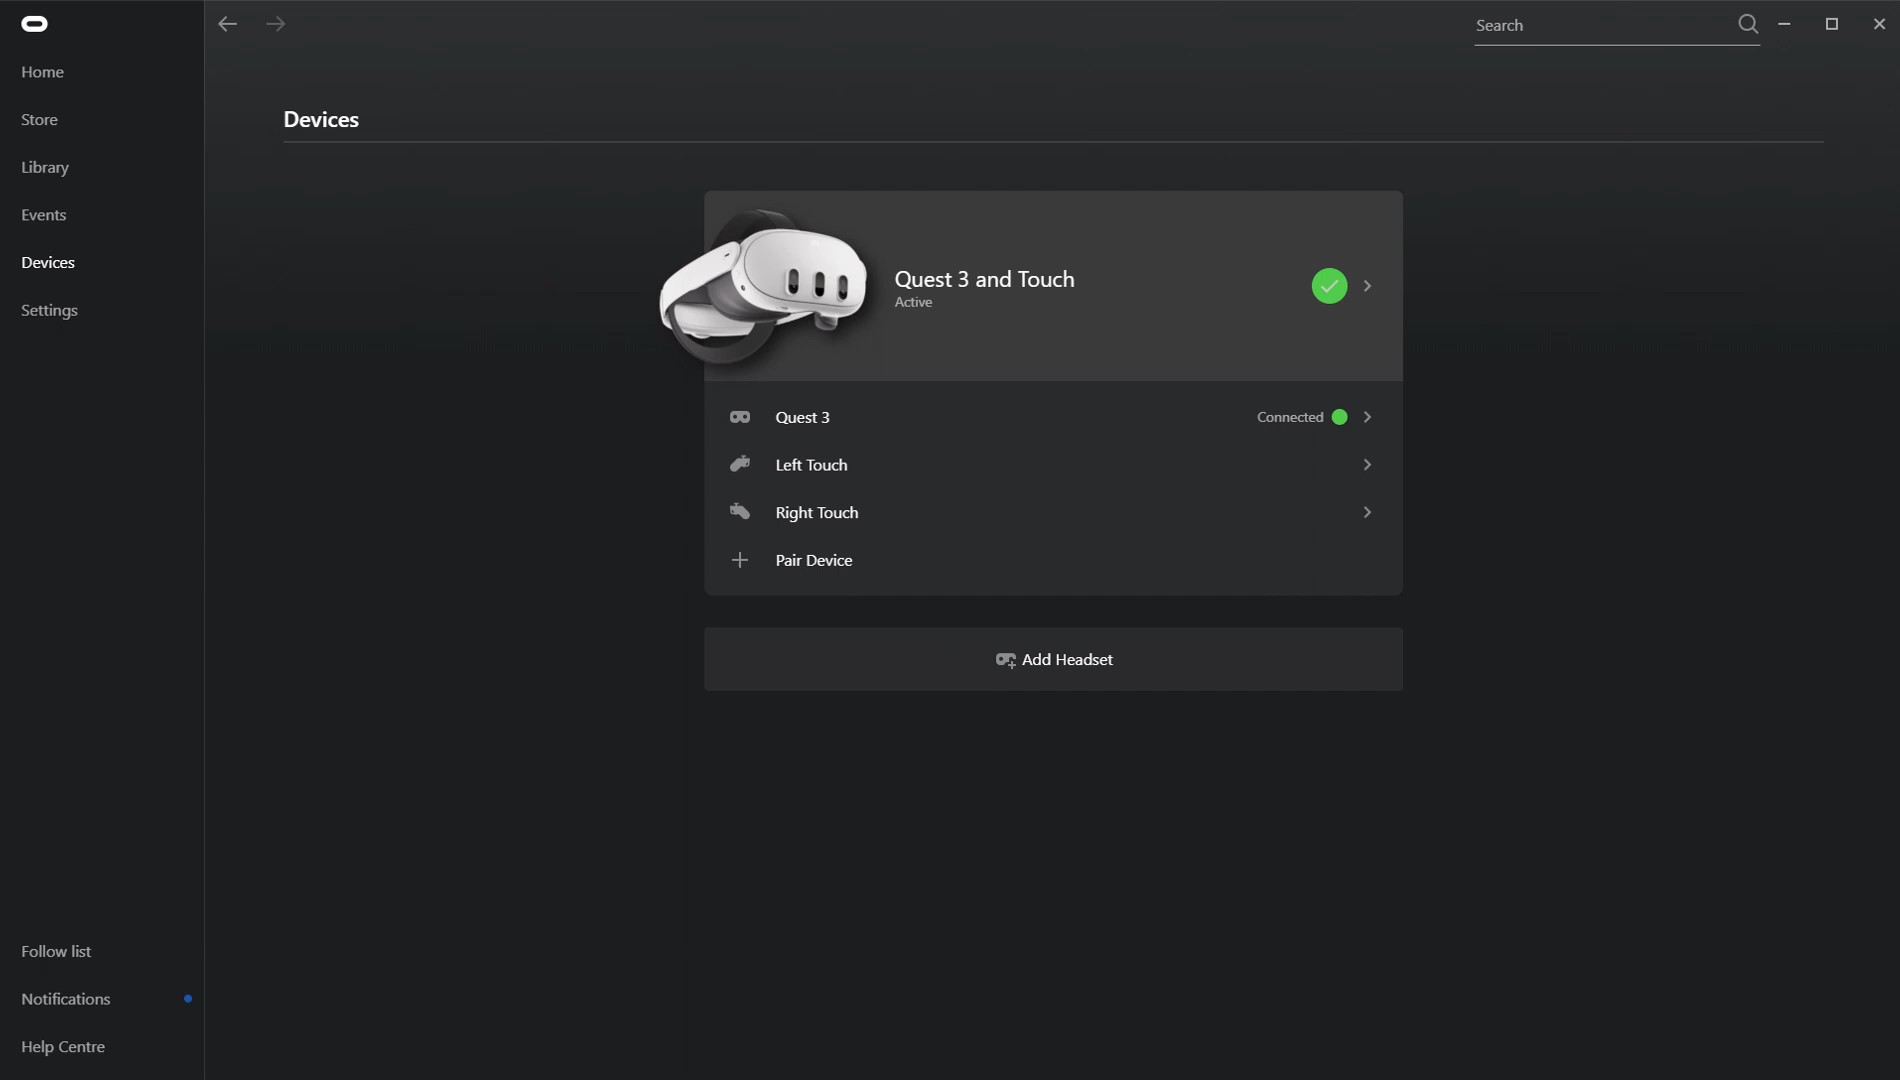 Search
Home
Store
Library
Events
Devices
Settings
Devices
Quest 3 and Touch
Active
Quest 3
Connected
Left Touch
Right Touch
Pair Device
Add Headset
Follow list
Notifications
Help Centre